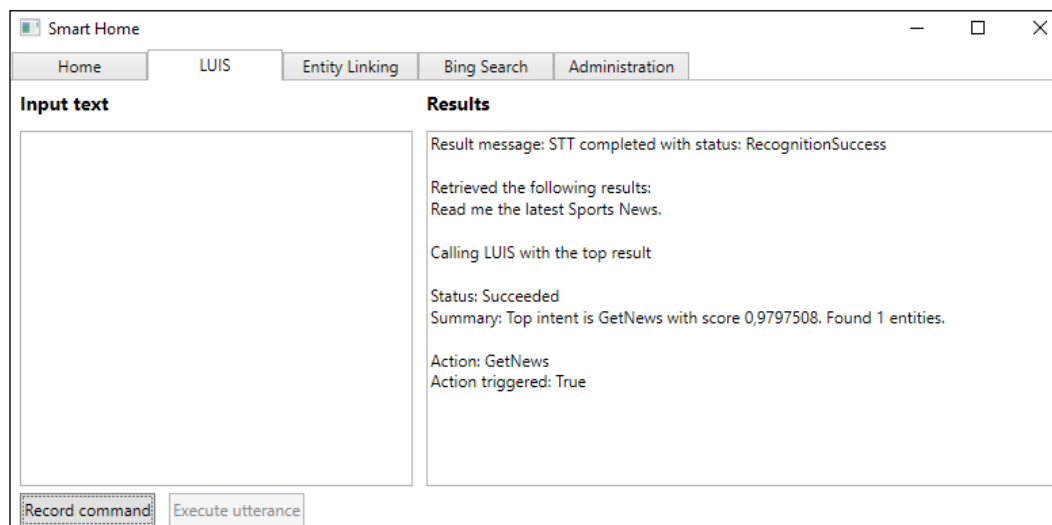 Smart Home
Home LUIS Entity Linking Bing Search Administration
Input text
Results
Result message: STT completed with status: RecognitionSuccess
Retrieved the following results:
Read me the latest Sports News.
Calling LUIS with the top result
Status: Succeeded
Summary: Top intent is GetNews with score 0,9797508. Found 1 entities.
Action: GetNews
Action triggered: True
Record command Execute utterance